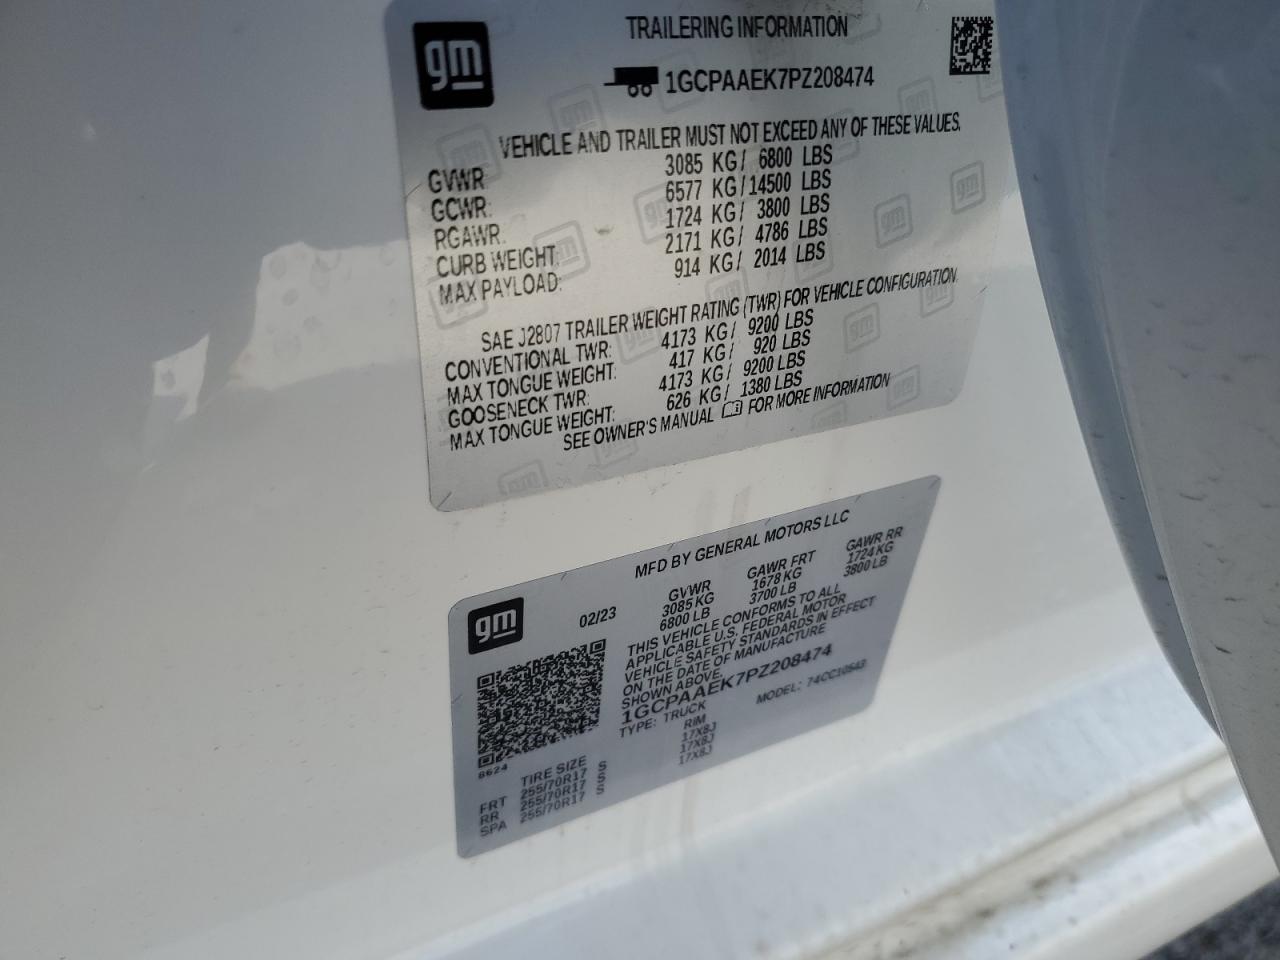 gm
TRAILERING INFORMATION
1GCPAAEK7PZ208474
VEHICLE AND TRAILER MUST NOT EXCEED ANY OF THESE VALUES.
GVWR: 3085 KG/ 6800 LBS
GCWR: 6577 KG/14500 LBS
RGAWR: 1724 KG/ 3800 LBS
CURB WEIGHT: 2171 KG/ 4786 LBS
MAX PAYLOAD: 914 KG/ 2014 LBS
SAE J2807 TRAILER WEIGHT RATING (TWR) FOR VEHICLE CONFIGURATION.
CONVENTIONAL TWR: 4173 KG/ 9200 LBS
MAX TONGUE WEIGHT: 417 KG/ 920 LBS
GOOSENECK TWR: 4173 KG/ 9200 LBS
MAX TONGUE WEIGHT: 626 KG/ 1380 LBS
SEE OWNER'S MANUAL FOR MORE INFORMATION
gm
MFD BY GENERAL MOTORS LLC
02/23
GVWR GAWR FRT GAWR RR
3085 KG 1678 KG 1724 KG
6800 LB 3700 LB 3800 LB
THIS VEHICLE CONFORMS TO ALL
APPLICABLE U.S. FEDERAL MOTOR
VEHICLE SAFETY STANDARDS IN EFFECT
ON THE DATE OF MANUFACTURE
SHOWN ABOVE.
1GCPAAEK7PZ208474
TYPE: TRUCK MODEL: 74CC10543
8624
TIRE SIZE RIM
FRT 255/70R17 S 17X8J
RR 255/70R17 S 17X8J
SPA 255/70R17 S 17X8J